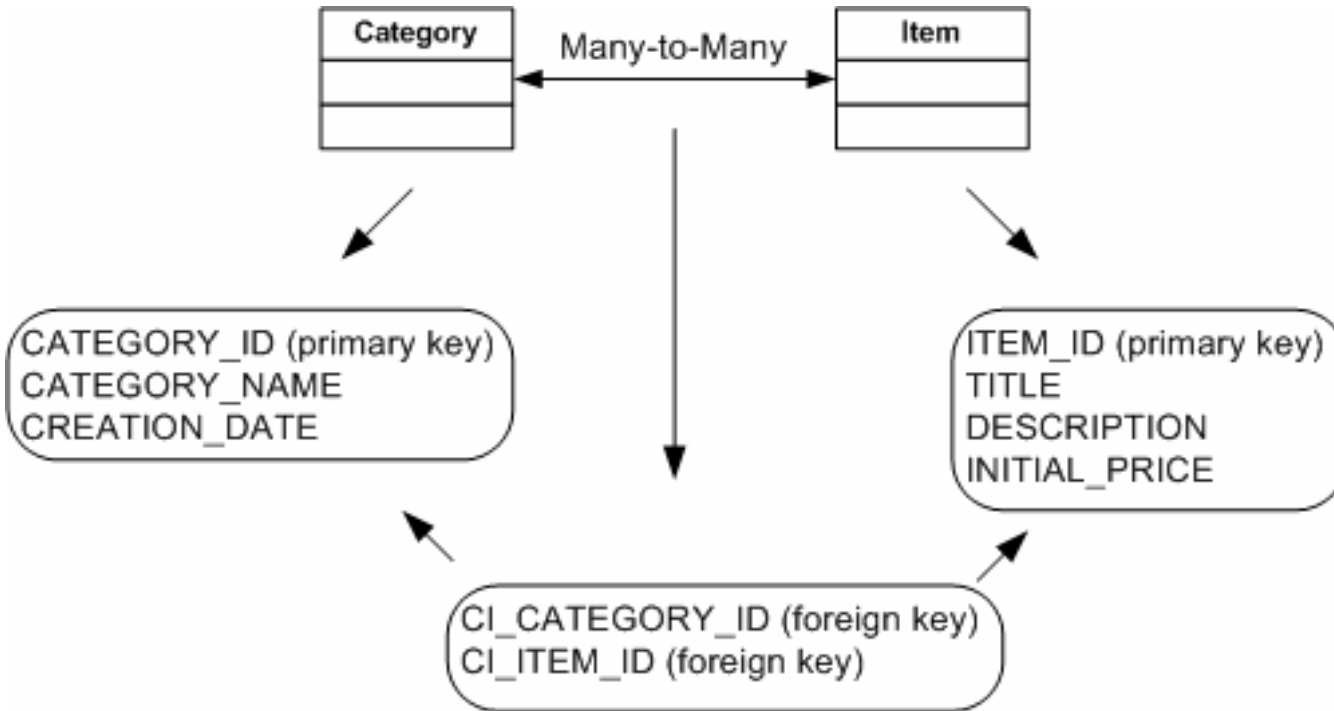 Category
Many-to-Many
Item
CATEGORY_ID (primary key)
CATEGORY_NAME
CREATION_DATE
ITEM_ID (primary key)
TITLE
DESCRIPTION
INITIAL_PRICE
CI_CATEGORY_ID (foreign key)
CI_ITEM_ID (foreign key)